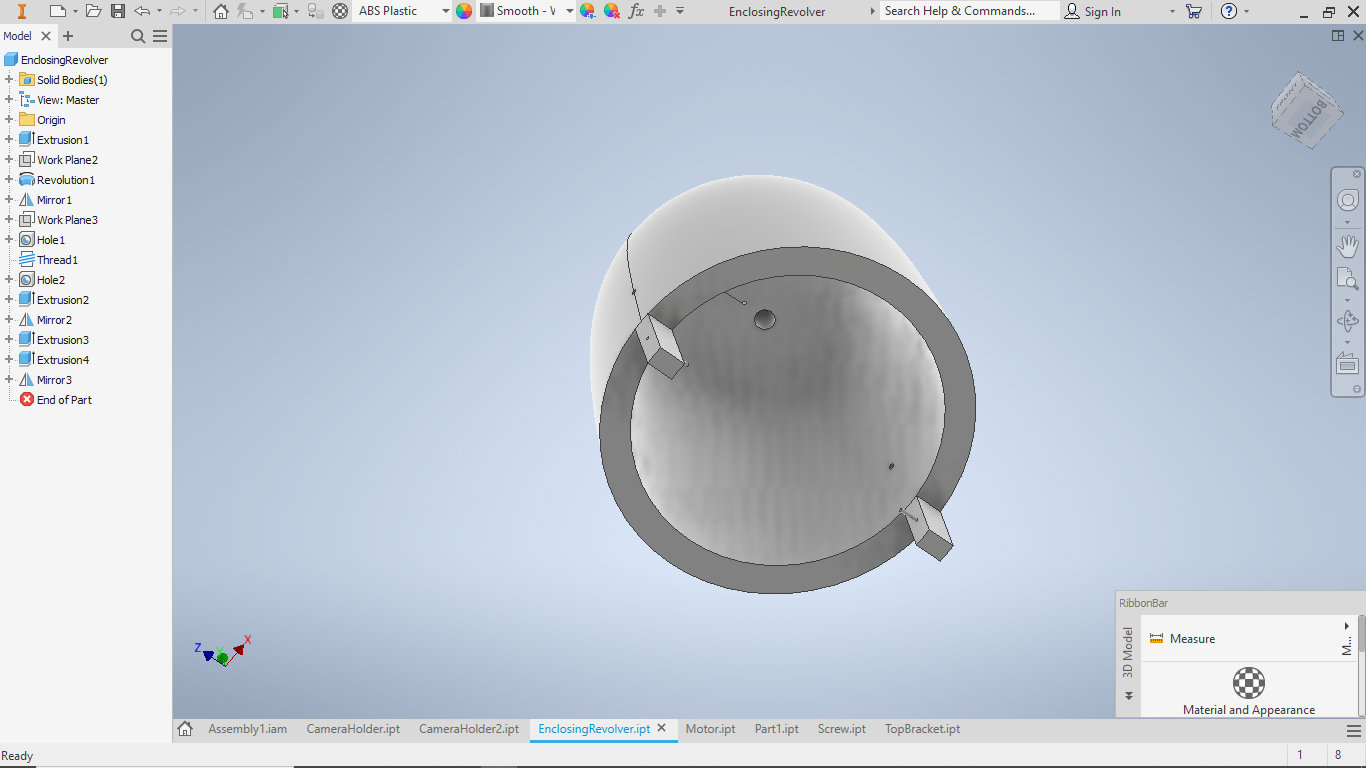 ABS Plastic
Smooth - W
fx
EnclosingRevolver
Search Help & Commands...
Sign In
Model
EnclosingRevolver
Solid Bodies(1)
View: Master
Origin
Extrusion1
Work Plane2
Revolution1
Mirror1
Work Plane3
Hole1
Thread1
Hole2
Extrusion2
Mirror2
Extrusion3
Extrusion4
Mirror3
End of Part
BOTTOM
Z
Y
X
RibbonBar
3D Model
Measure
M...
Material and Appearance
Assembly1.iam
CameraHolder.ipt
CameraHolder2.ipt
EnclosingRevolver.ipt
Motor.ipt
Part1.ipt
Screw.ipt
TopBracket.ipt
Ready
1
8